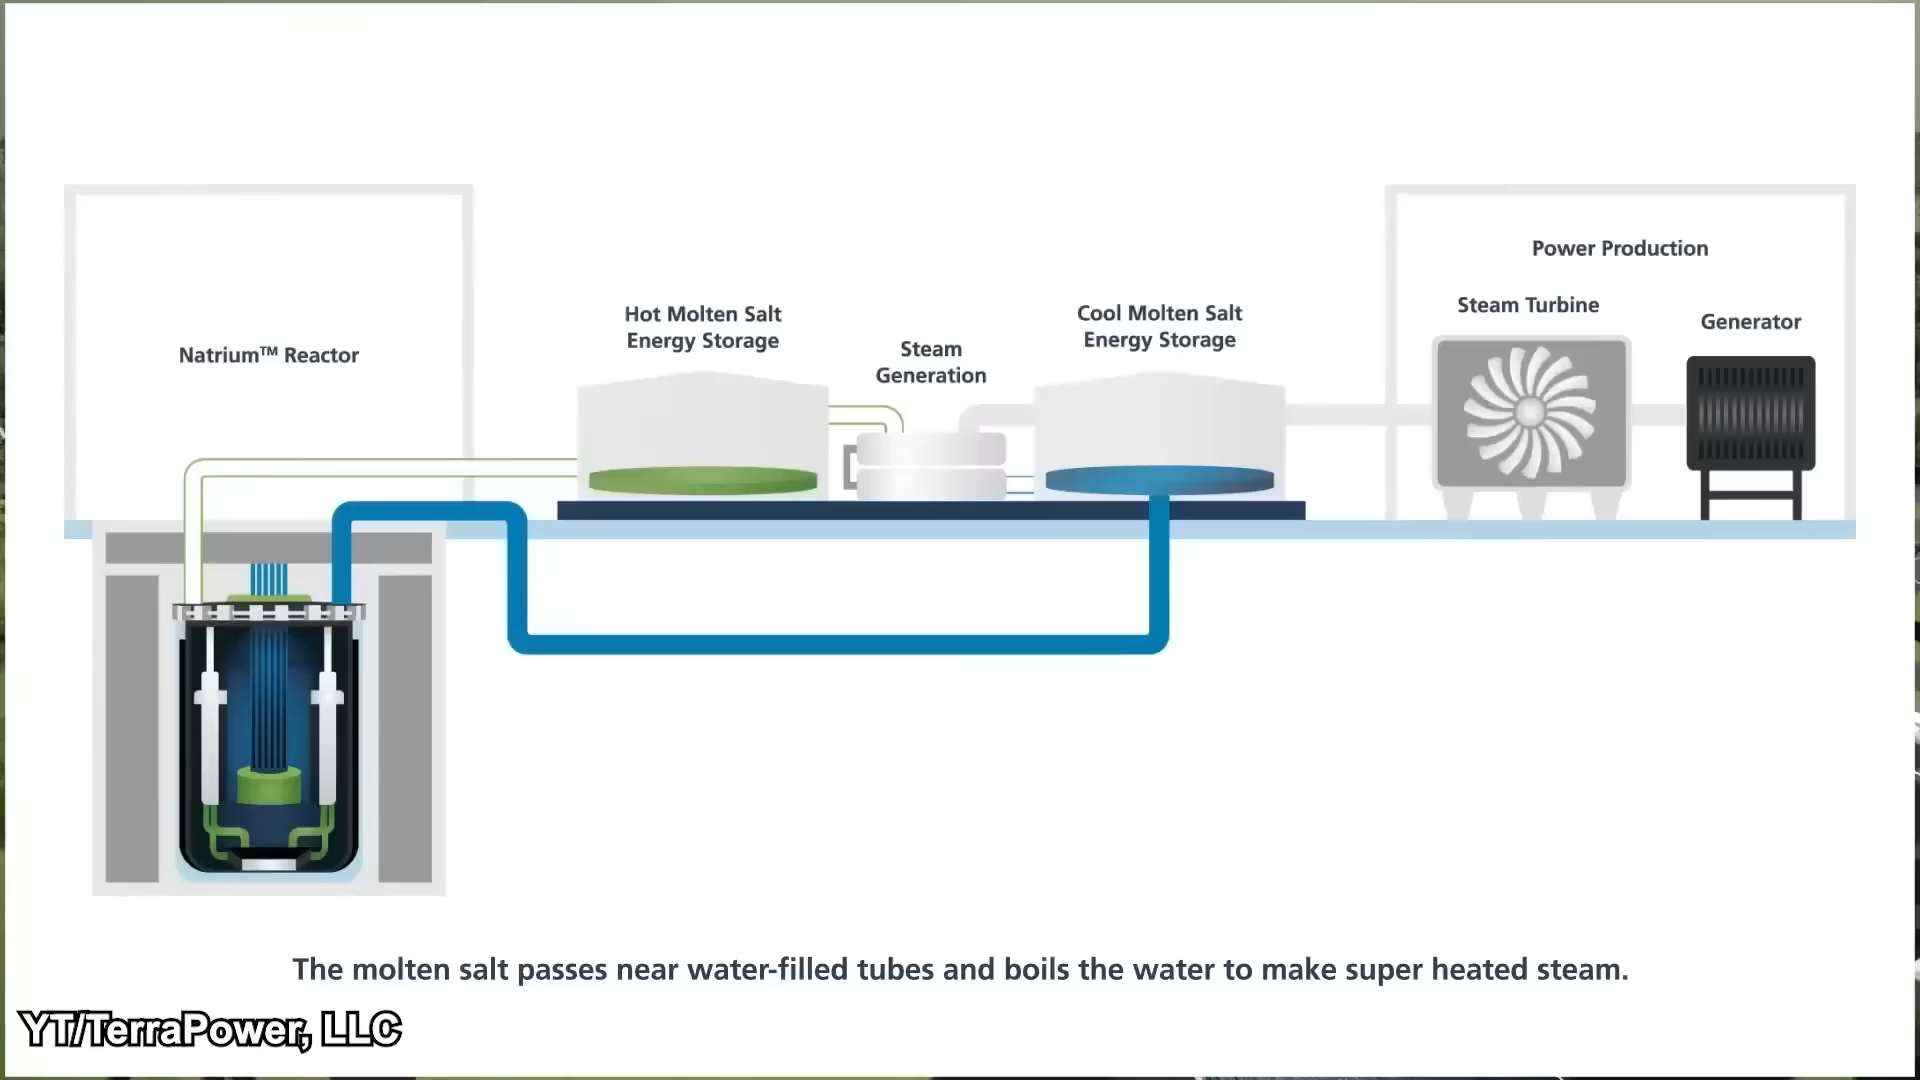 Power Production
Steam Turbine
Generator
Hot Molten Salt
Energy Storage
Cool Molten Salt
Energy Storage
Steam
Generation
Natrium™ Reactor
The molten salt passes near water-filled tubes and boils the water to make super heated steam.
YT/TerraPower, LLC